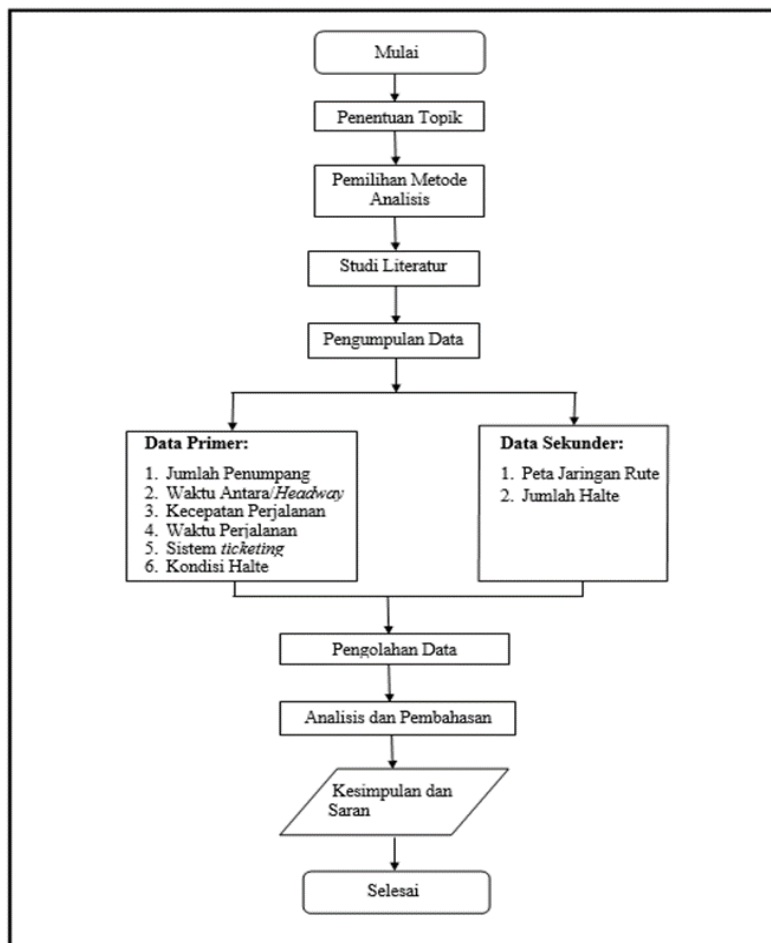 Mulai
Penentuan Topik
Pemilihan Metode
Analisis
Studi Literatur
Pengumpulan Data
Data Primer:
1. Jumlah Penumpang
2. Waktu Antara/Headway
3. Kecepatan Perjalanan
4. Waktu Perjalanan
5. Sistem ticketing
6. Kondisi Halte
Data Sekunder:
1. Peta Jaringan Rute
2. Jumlah Halte
Pengolahan Data
Analisis dan Pembahasan
Kesimpulan dan
Saran
Selesai